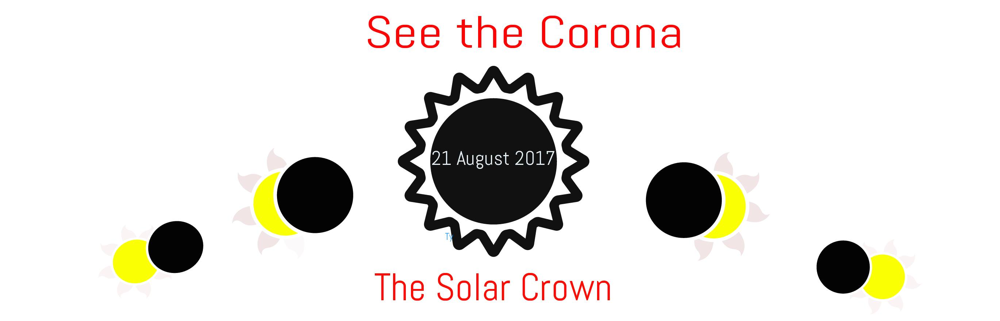 See the Corona
21 August 2017
Ty
The Solar Crown